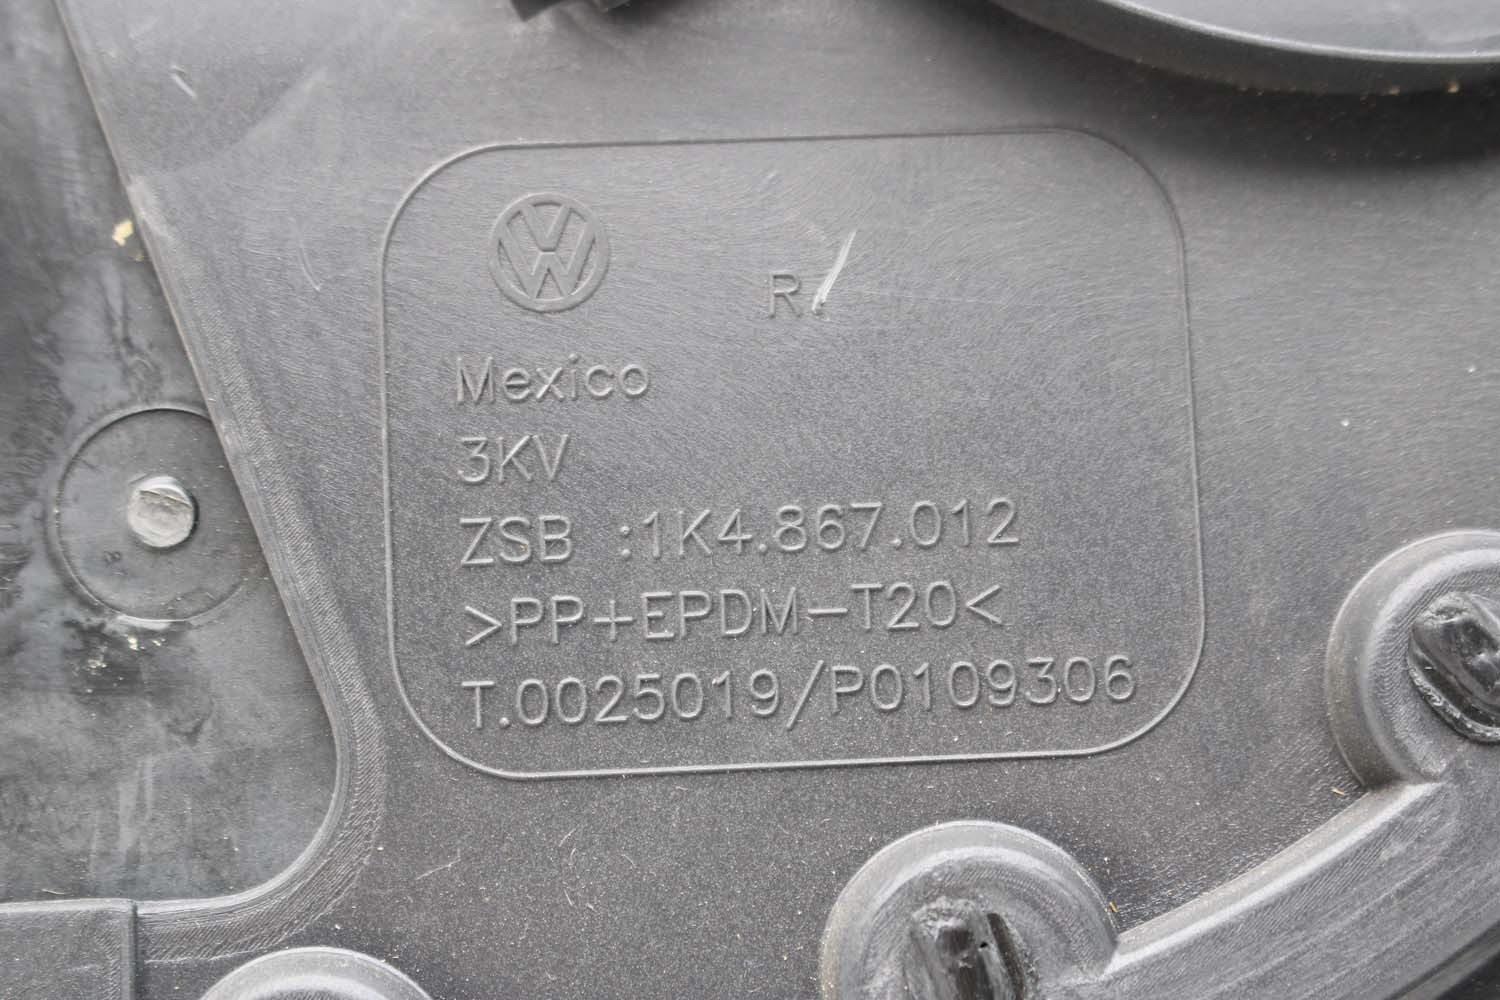 R
Mexico
3KV
ZSB :1K4.867.012
>PP+EPDM-T20<
T.0025019/P0109306